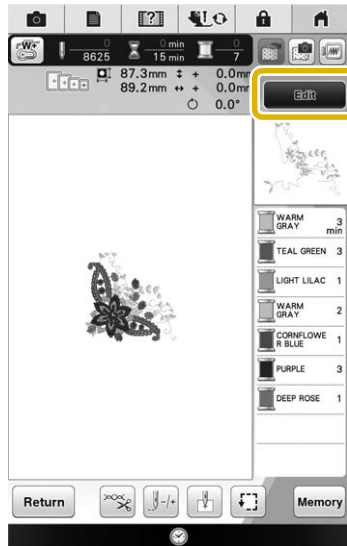 [?]
W+
0 0 min 0
8625 15 min 7
87.3mm + 0.0mm
89.2mm + 0.0mm
0.0°
Edit
WARM GRAY 3 min
TEAL GREEN 3
LIGHT LILAC 1
WARM GRAY 2
CORNFLOWE
R BLUE 1
PURPLE 3
DEEP ROSE 1
-/+
Return
Memory